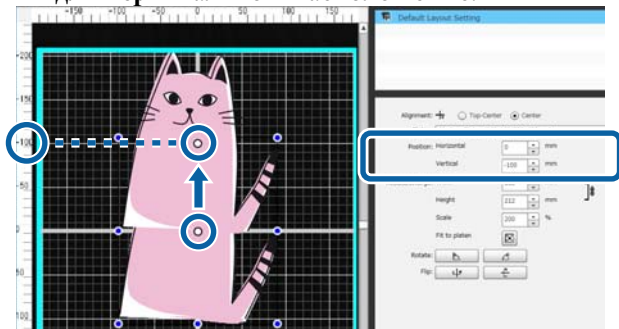 -150 -100 -50 0 50 100 150
Default Layout Setting
-200
-150
Alignment: Top-Center Center
-100
Position: Horizontal 0 mm
Vertical -100 mm
-50
Height 212 mm
Scale 200 %
0
Fit to platen
Rotate:
50
Flip:
100